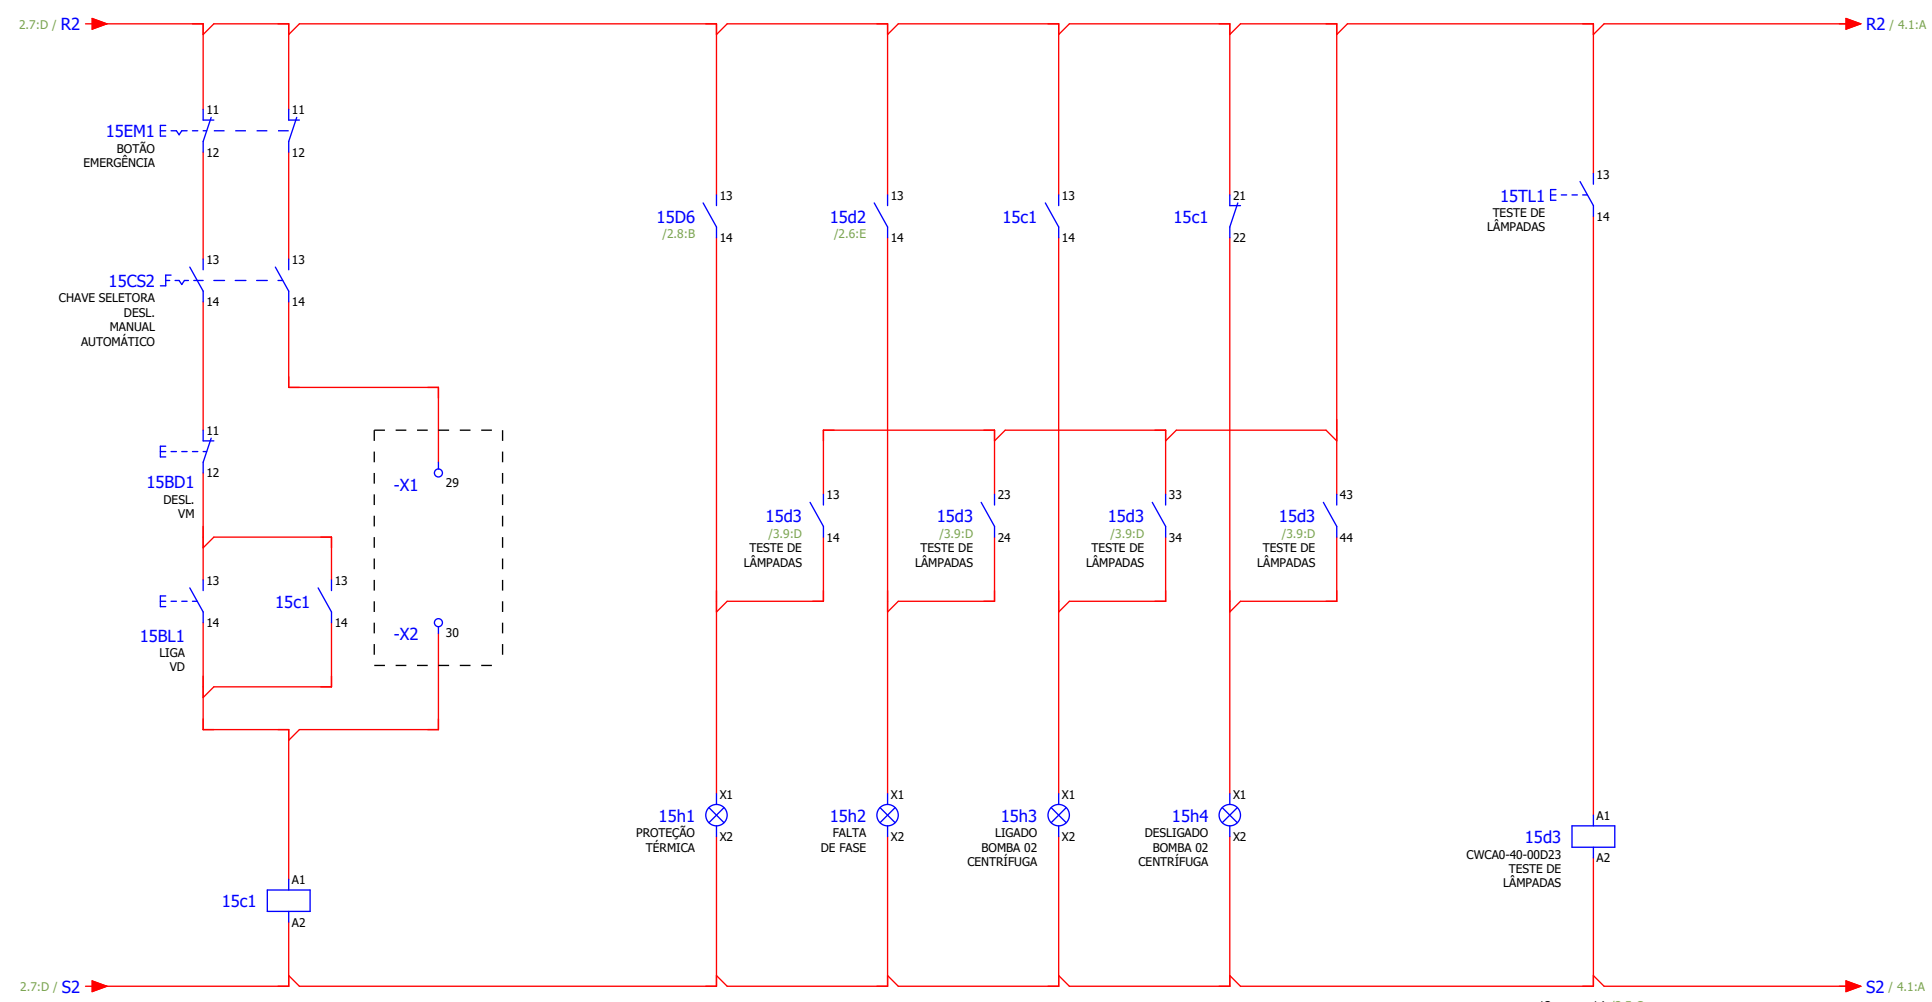 2.7:D / R2
R2 / 4.1:A
11
11
15EM1
BOTÃO
EMERGÊNCIA
12
12
13
15TL1
TESTE DE
LÂMPADAS
14
13
15D6
/2.8:B
14
13
15d2
/2.6:E
14
13
15c1
14
21
15c1
22
13
13
15CS2
CHAVE SELETORA
DESL.
MANUAL
AUTOMÁTICO
14
14
11
15BD1
DESL.
VM
12
-X1
29
13
15d3
/3.9:D
TESTE DE
LÂMPADAS
14
23
15d3
/3.9:D
TESTE DE
LÂMPADAS
24
33
15d3
/3.9:D
TESTE DE
LÂMPADAS
34
43
15d3
/3.9:D
TESTE DE
LÂMPADAS
44
13
15BL1
LIGA
VD
14
13
15c1
14
-X2
30
X1
15h1
PROTEÇÃO
TÉRMICA
X2
X1
15h2
FALTA
DE FASE
X2
X1
15h3
LIGADO
BOMBA 02
CENTRÍFUGA
X2
X1
15h4
DESLIGADO
BOMBA 02
CENTRÍFUGA
X2
A1
15d3
CWCA0-40-00D23
TESTE DE
LÂMPADAS
A2
A1
15c1
A2
2.7:D / S2
S2 / 4.1:A